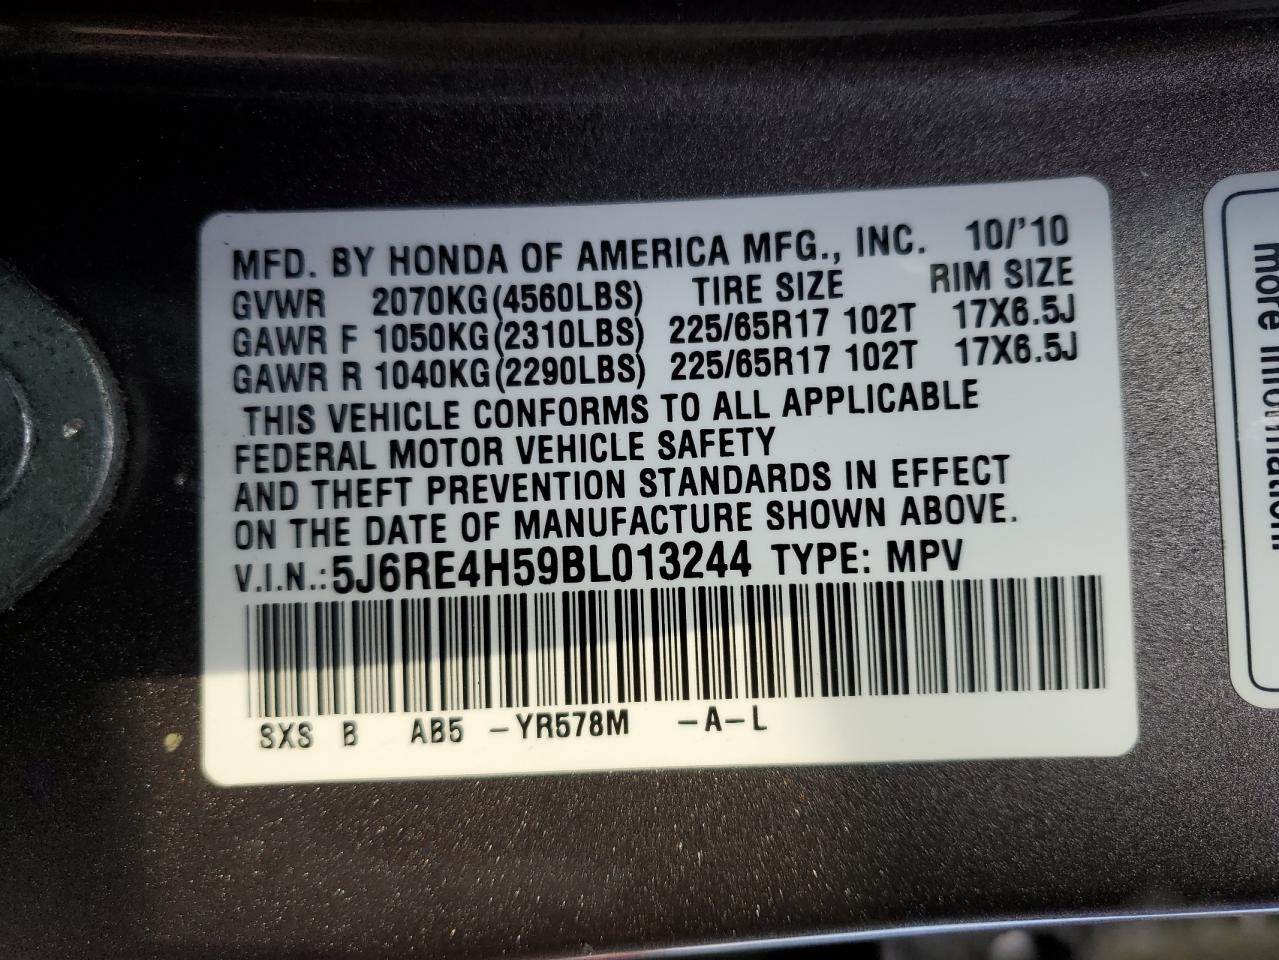 MFD. BY HONDA OF AMERICA MFG., INC. 10/'10
GVWR 2070KG(4560LBS) TIRE SIZE RIM SIZE
GAWR F 1050KG(2310LBS) 225/65R17 102T 17X6.5J
GAWR R 1040KG(2290LBS) 225/65R17 102T 17X6.5J
THIS VEHICLE CONFORMS TO ALL APPLICABLE
FEDERAL MOTOR VEHICLE SAFETY
AND THEFT PREVENTION STANDARDS IN EFFECT
ON THE DATE OF MANUFACTURE SHOWN ABOVE.
V.I.N.: 5J6RE4H59BL013244 TYPE: MPV
SXS B AB5 -YR578M -A-L
more information